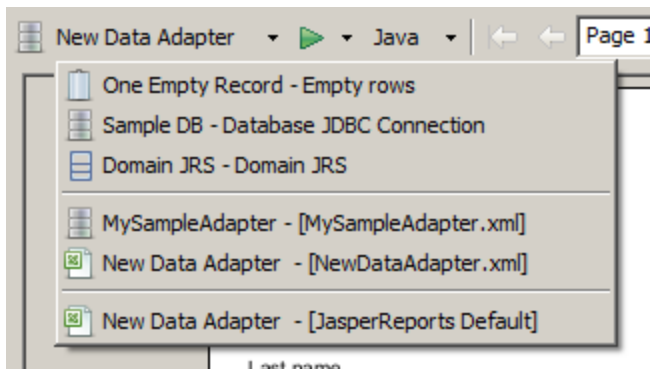 New Data Adapter Java Page 1
One Empty Record - Empty rows
Sample DB - Database JDBC Connection
Domain JRS - Domain JRS
MySampleAdapter - [MySampleAdapter.xml]
New Data Adapter - [NewDataAdapter.xml]
New Data Adapter - [JasperReports Default]
Last name